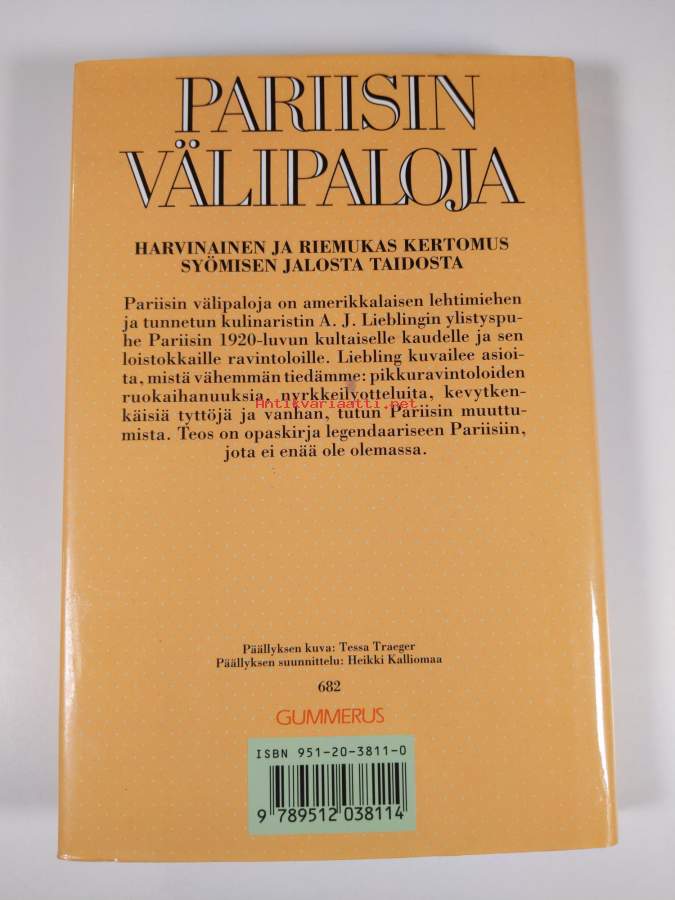 PARIISIN
VÄLIPALOJA
HARVINAINEN JA RIEMUKAS KERTOMUS
SYÖMISEN JALOSTA TAIDOSTA
Pariisin välipaloja on amerikkalaisen lehtimiehen
ja tunnetun kulinaristin A. J. Lieblingin ylistyspu-
he Pariisin 1920-luvun kultaiselle kaudelle ja sen
loistokkaille ravintoloille. Liebling kuvailee asioi-
ta, mistä vähemmän tiedämme: pikkuravintoloiden
ruokaihanuuksia, nyrkkeilyotteluita, kevytken-
Antikvariaatti.net
käisiä tyttöjä ja vanhan, tutun Pariisin muuttu-
mista. Teos on opaskirja legendaariseen Pariisiin,
jota ei enää ole olemassa.
Päällyksen kuva: Tessa Traeger
Päällyksen suunnittelu: Heikki Kalliomaa
682
GUMMERUS
ISBN 951-20-3811-0
9 789512 038114